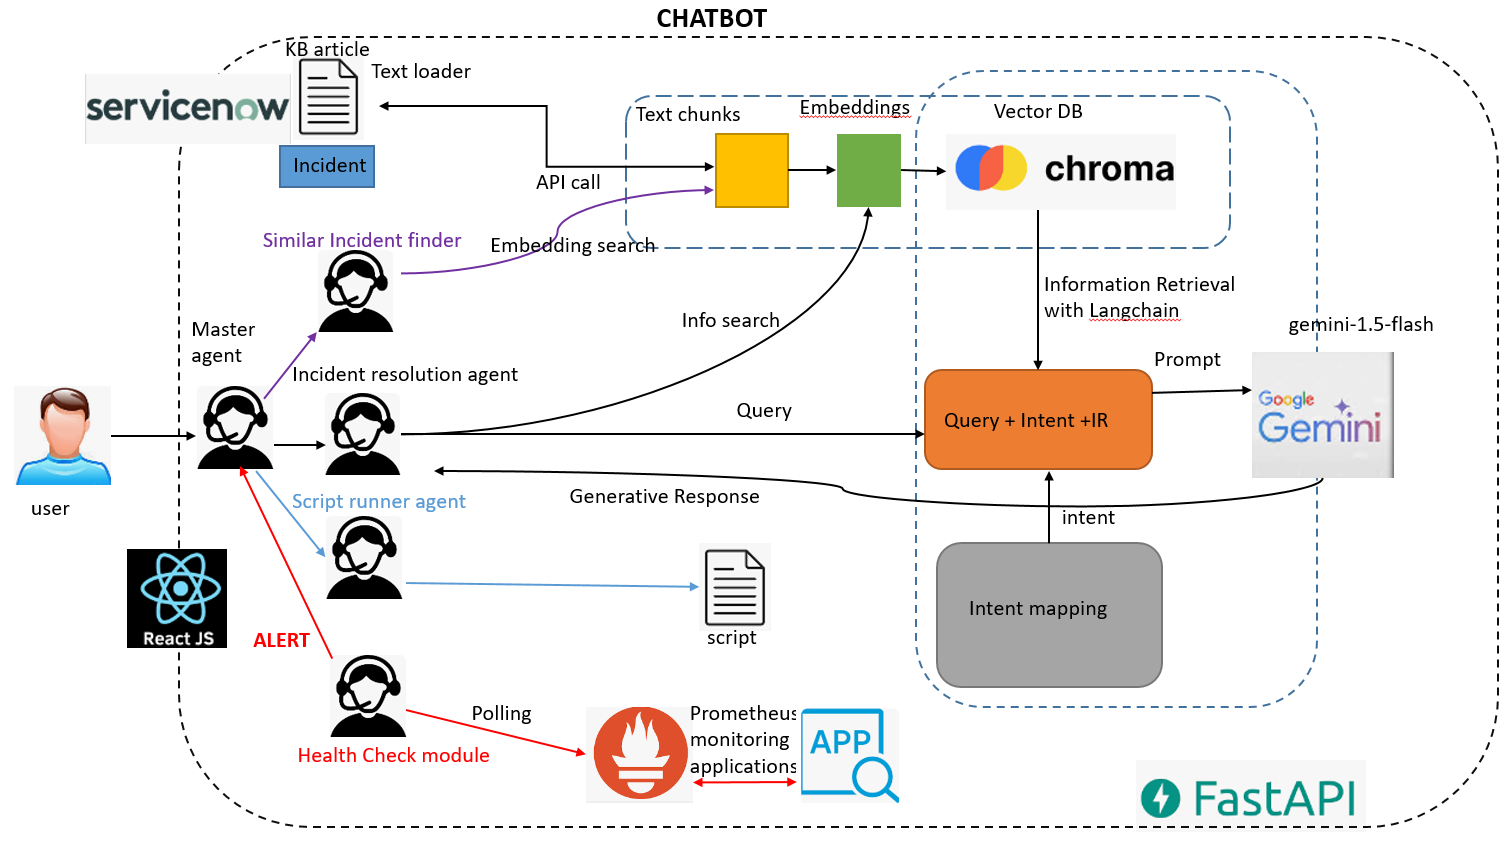 CHATBOT
KB article
Text loader
servicenow
Incident
Text chunks
Embeddings
Vector DB
chroma
API call
Similar Incident finder
Embedding search
Information Retrieval
with Langchain
Info search
Master
agent
gemini-1.5-flash
Prompt
Incident resolution agent
Query
Query + Intent +IR
Google
Gemini
Generative Response
Script runner agent
user
intent
React JS
Intent mapping
script
ALERT
Polling
Prometheus
monitoring
applications
APP
Health Check module
FastAPI